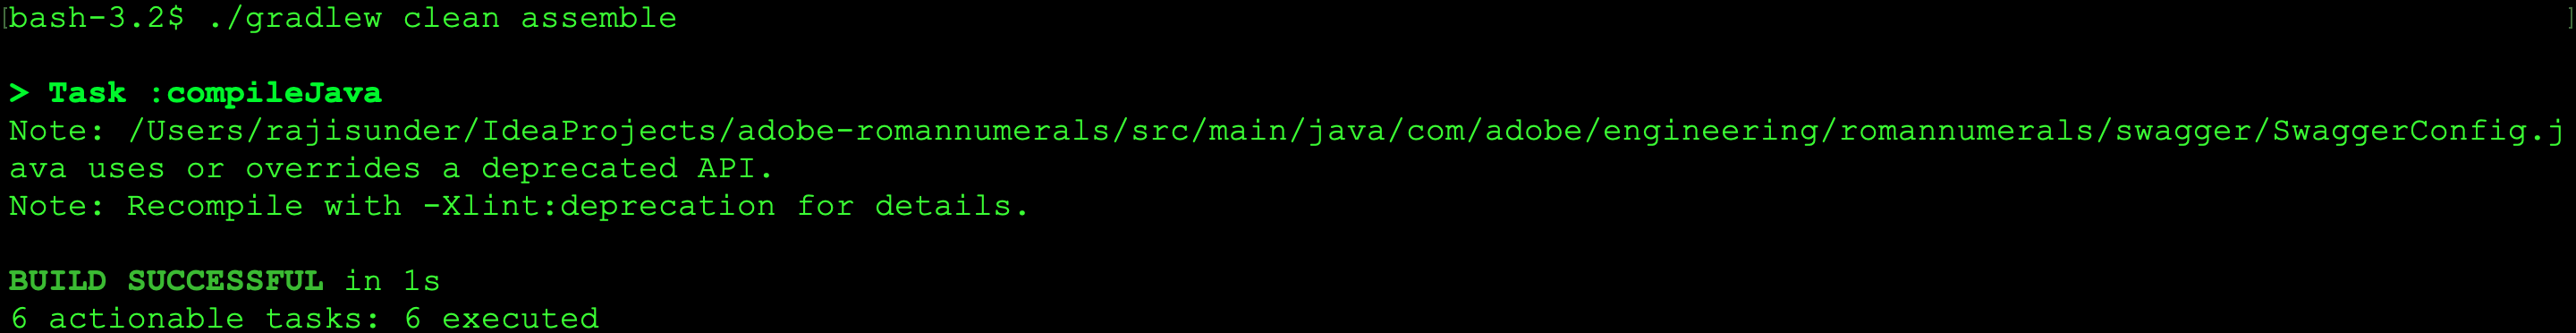 [bash-3.2$ ./gradlew clean assemble ]
> Task :compileJava
Note: /Users/rajisunder/IdeaProjects/adobe-romannumerals/src/main/java/com/adobe/engineering/romannumerals/swagger/SwaggerConfig.j
ava uses or overrides a deprecated API.
Note: Recompile with -Xlint:deprecation for details.
BUILD SUCCESSFUL in 1s
6 actionable tasks: 6 executed